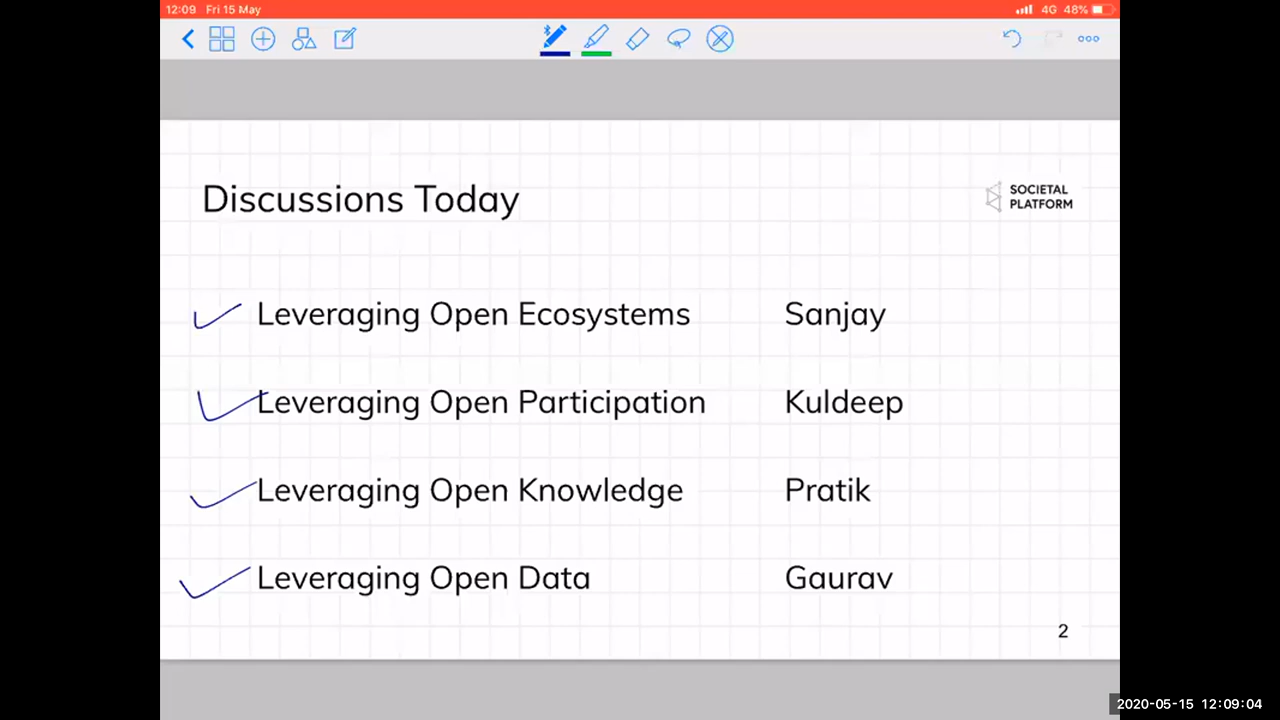 12:09 Fri 15 May 4G 48%
Discussions Today
SOCIETAL
PLATFORM
Leveraging Open Ecosystems Sanjay
Leveraging Open Participation Kuldeep
Leveraging Open Knowledge Pratik
Leveraging Open Data Gaurav
2
2020-05-15 12:09:04